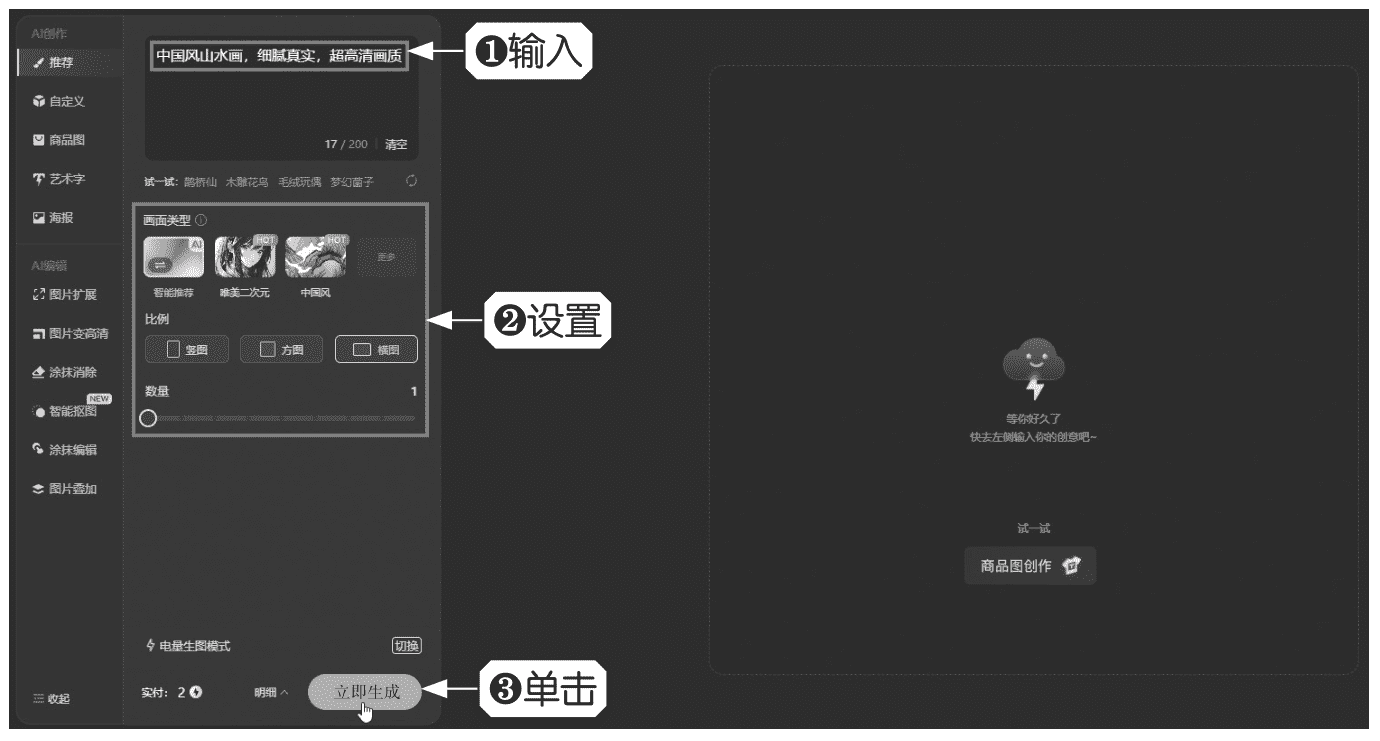 AI创作
推荐
自定义
商品图
艺术字
海报
AI编辑
图片扩展
图片变高清
涂抹消除
智能抠图
NEW
涂抹编辑
图片叠加
收起
中国风山水画，细腻真实，超高清画质
17 / 200 清空
试一试: 鹊桥仙 木雕花鸟 毛绒玩偶 梦幻菌子
画面类型
AI
HOT
HOT
更多
智能推荐 唯美二次元 中国风
比例
竖图 方图 横图
数量 1
电量生图模式 切换
实付: 2 明细 立即生成
❶输入
❷设置
❸单击
等你好久了
快去左侧输入你的创意吧~
试一试
商品图创作